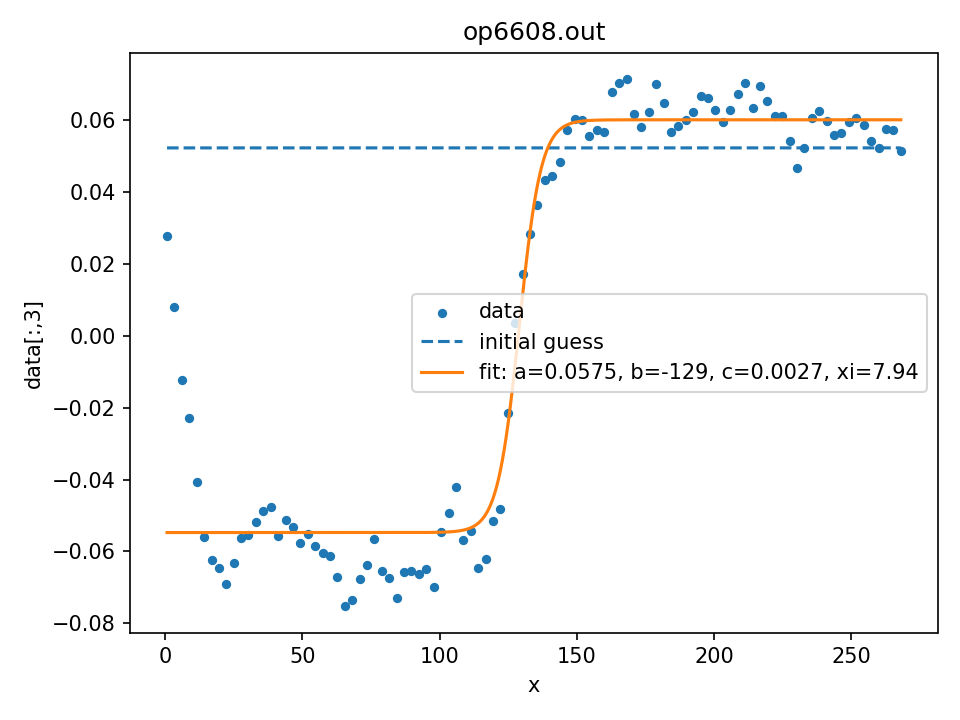 op6608.out
0.06
0.04
0.02
0.00
−0.02
−0.04
−0.06
−0.08
data[:,3]
data
initial guess
fit: a=0.0575, b=-129, c=0.0027, xi=7.94
0 50 100 150 200 250
x